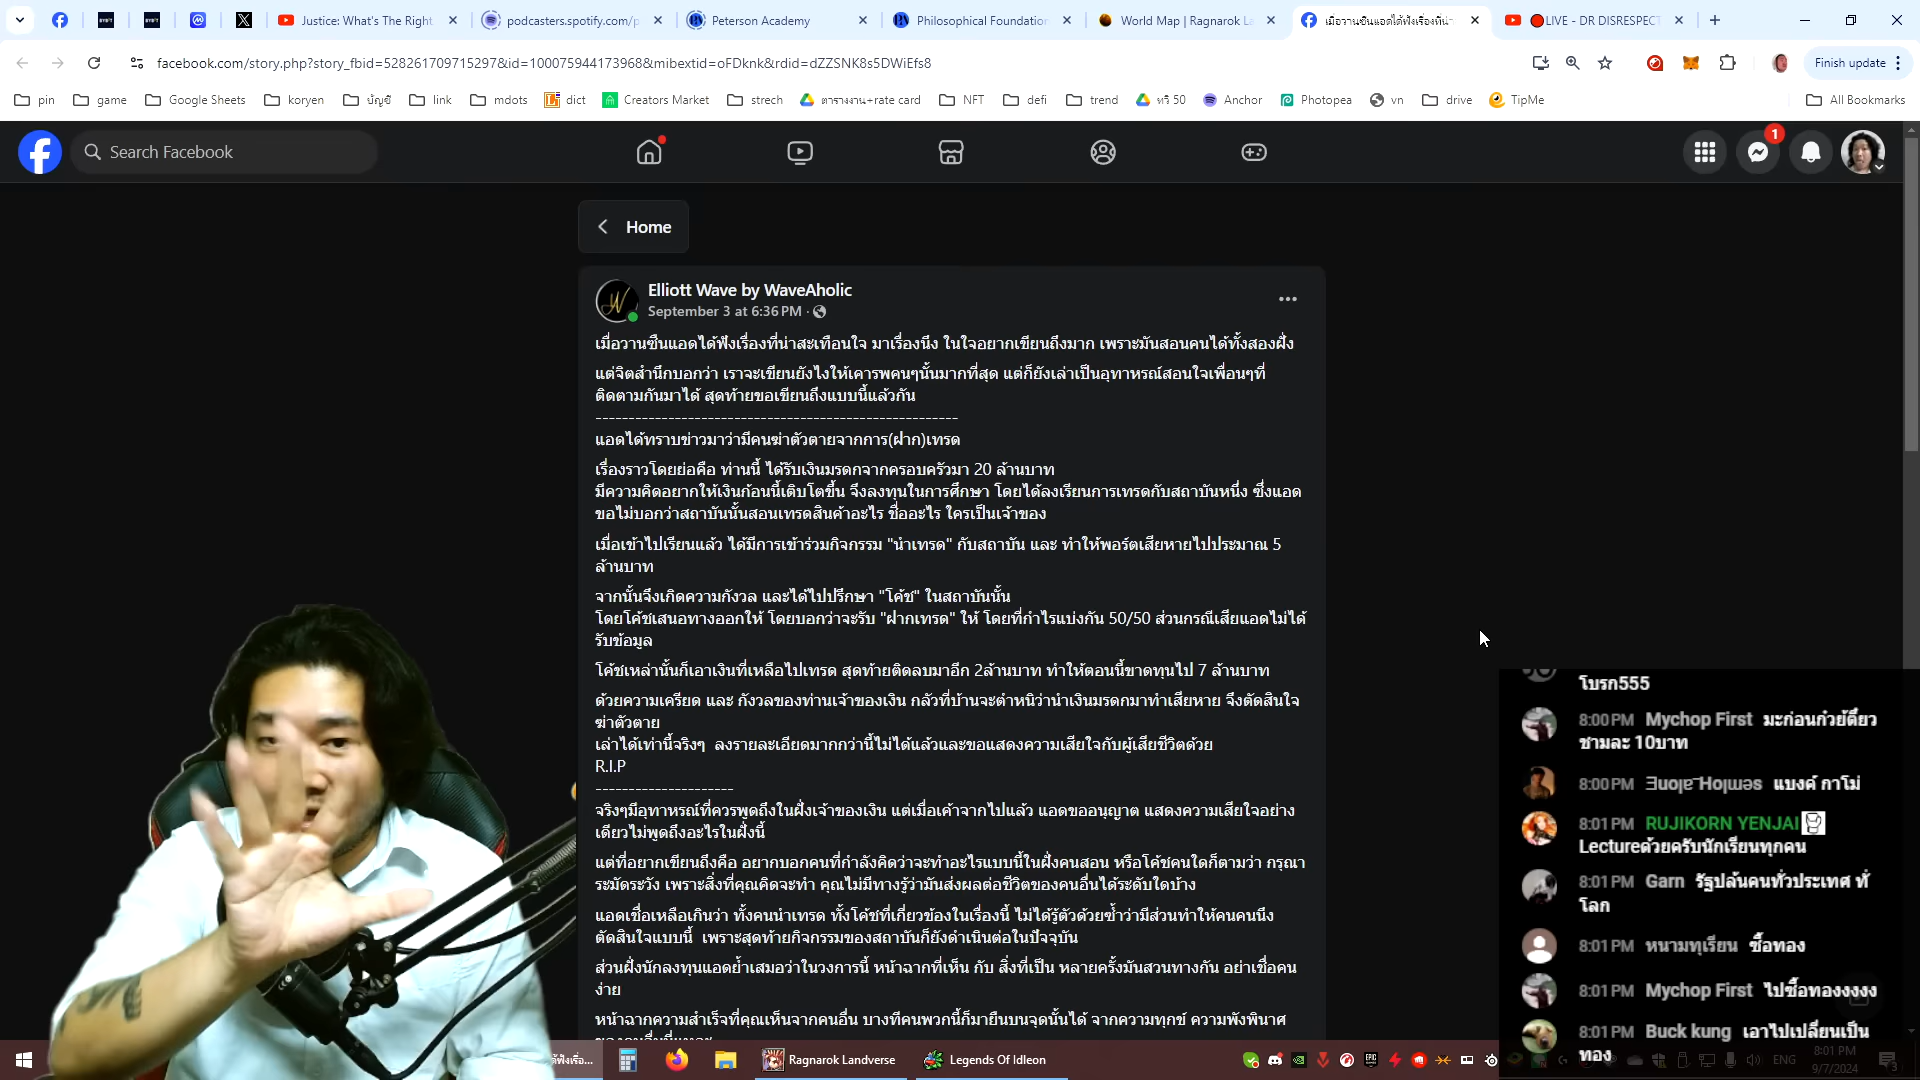 Justice: What's The Right
podcasters.spotify.com/p
Peterson Academy
Philosophical Foundation
World Map | Ragnarok La
เมื่อวานซืนแอดได้ฟังเรื่องที่น่า
LIVE - DR DISRESPECT
facebook.com/story.php?story_fbid=528261709715297&id=100075944173968&mibextid=oFDknk&rdid=dZZSNK8s5DWiEfs8
Finish update
pin
game
Google Sheets
koryen
บัญชี
link
mdots
dict
Creators Market
strech
ตารางงาน+rate card
NFT
defi
trend
ทวิ 50
Anchor
Photopea
vn
drive
TipMe
All Bookmarks
Search Facebook
1
Home
Elliott Wave by WaveAholic
September 3 at 6:36 PM ·
เมื่อวานซืนแอดได้ฟังเรื่องที่น่าสะเทือนใจ มาเรื่องนึง ในใจอยากเขียนถึงมาก เพราะมันสอนคนได้ทั้งสองฝั่ง
แต่จิตสำนึกบอกว่า เราจะเขียนยังไงให้เคารพคนๆนั้นมากที่สุด แต่ก็ยังเล่าเป็นอุทาหรณ์สอนใจเพื่อนๆที่
ติดตามกันมาได้ สุดท้ายขอเขียนถึงแบบนี้แล้วกัน
-------------------------------------------------------
แอดได้ทราบข่าวมาว่ามีคนฆ่าตัวตายจากการ(ฝาก)เทรด
เรื่องราวโดยย่อคือ ท่านนี้ ได้รับเงินมรดกจากครอบครัวมา 20 ล้านบาท
มีความคิดอยากให้เงินก้อนนี้เติบโตขึ้น จึงลงทุนในการศึกษา โดยได้ลงเรียนการเทรดกับสถาบันหนึ่ง ซึ่งแอด
ขอไม่บอกว่าสถาบันนั้นสอนเทรดสินค้าอะไร ชื่ออะไร ใครเป็นเจ้าของ
เมื่อเข้าไปเรียนแล้ว ได้มีการเข้าร่วมกิจกรรม "นำเทรด" กับสถาบัน และ ทำให้พอร์ตเสียหายไปประมาณ 5
ล้านบาท
จากนั้นจึงเกิดความกังวล และได้ไปปรึกษา "โค้ช" ในสถาบันนั้น
โดยโค้ชเสนอทางออกให้ โดยบอกว่าจะรับ "ฝากเทรด" ให้ โดยที่กำไรแบ่งกัน 50/50 ส่วนกรณีเสียแอดไม่ได้
รับข้อมูล
โค้ชเหล่านั้นก็เอาเงินที่เหลือไปเทรด สุดท้ายติดลบมาอีก 2ล้านบาท ทำให้ตอนนี้ขาดทุนไป 7 ล้านบาท
ด้วยความเครียด และ กังวลของท่านเจ้าของเงิน กลัวที่บ้านจะตำหนิว่านำเงินมรดกมาทำเสียหาย จึงตัดสินใจ
ฆ่าตัวตาย
เล่าได้เท่านี้จริงๆ ลงรายละเอียดมากกว่านี้ไม่ได้แล้วและขอแสดงความเสียใจกับผู้เสียชีวิตด้วย
R.I.P
---------------------
จริงๆมีอุทาหรณ์ที่ควรพูดถึงในฝั่งเจ้าของเงิน แต่เมื่อเค้าจากไปแล้ว แอดขออนุญาต แสดงความเสียใจอย่าง
เดียวไม่พูดถึงอะไรในฝั่งนี้
แต่ที่อยากเขียนถึงคือ อยากบอกคนที่กำลังคิดว่าจะทำอะไรแบบนี้ในฝั่งคนสอน หรือโค้ชคนใดก็ตามว่า กรุณา
ระมัดระวัง เพราะสิ่งที่คุณคิดจะทำ คุณไม่มีทางรู้ว่ามันส่งผลต่อชีวิตของคนอื่นได้ระดับใดบ้าง
แอดเชื่อเหลือเกินว่า ทั้งคนนำเทรด ทั้งโค้ชที่เกี่ยวข้องในเรื่องนี้ ไม่ได้รู้ตัวด้วยซ้ำว่ามีส่วนทำให้คนคนนึง
ตัดสินใจแบบนี้ เพราะสุดท้ายกิจกรรมของสถาบันก็ยังดำเนินต่อในปัจจุบัน
ส่วนฝั่งนักลงทุนแอดย้ำเสมอว่าในวงการนี้ หน้าฉากที่เห็น กับ สิ่งที่เป็น หลายครั้งมันสวนทางกัน อย่าเชื่อคน
ง่าย
หน้าฉากความสำเร็จที่คุณเห็นจากคนอื่น บางทีคนพวกนี้ก็มายืนบนจุดนั้นได้ จากความทุกข์ ความพังพินาศ
โบรก555
8:00 PM Mychop First มะก่อนก๋วย้ตี๋ยว
ชามละ 10บาท
8:00 PM ƎuolɐˉHoɯǝs แบงค์ กาโม่
8:01 PM RUJIKORN YENJAI
Lectureด้วยครับนักเรียนทุกคน
8:01 PM Garn รัฐปล้นคนทั่วประเทศ ทั่
โลก
8:01 PM หนามทุเรียน ซื้อทอง
8:01 PM Mychop First ไปซื้อทองงงงง
8:01 PM Buck kung เอาไปเปลี่ยนเป็น
ทอง
Ragnarok Landverse
Legends Of Idleon
ENG
8:01 PM
9/7/2024